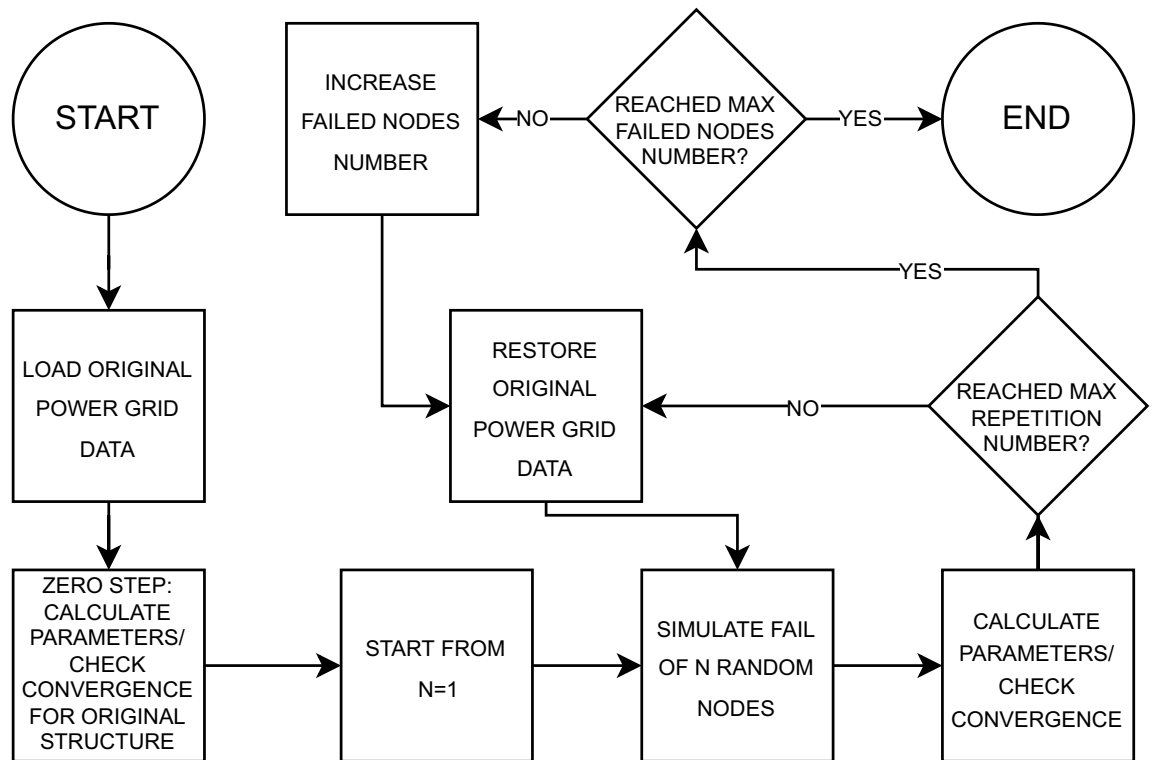 START
INCREASE
FAILED NODES
NUMBER
NO
REACHED MAX
FAILED NODES
NUMBER?
YES
END
YES
LOAD ORIGINAL
POWER GRID
DATA
RESTORE
ORIGINAL
POWER GRID
DATA
NO
REACHED MAX
REPETITION
NUMBER?
ZERO STEP:
CALCULATE
PARAMETERS/
CHECK
CONVERGENCE
FOR ORIGINAL
STRUCTURE
START FROM
N=1
SIMULATE FAIL
OF N RANDOM
NODES
CALCULATE
PARAMETERS/
CHECK
CONVERGENCE